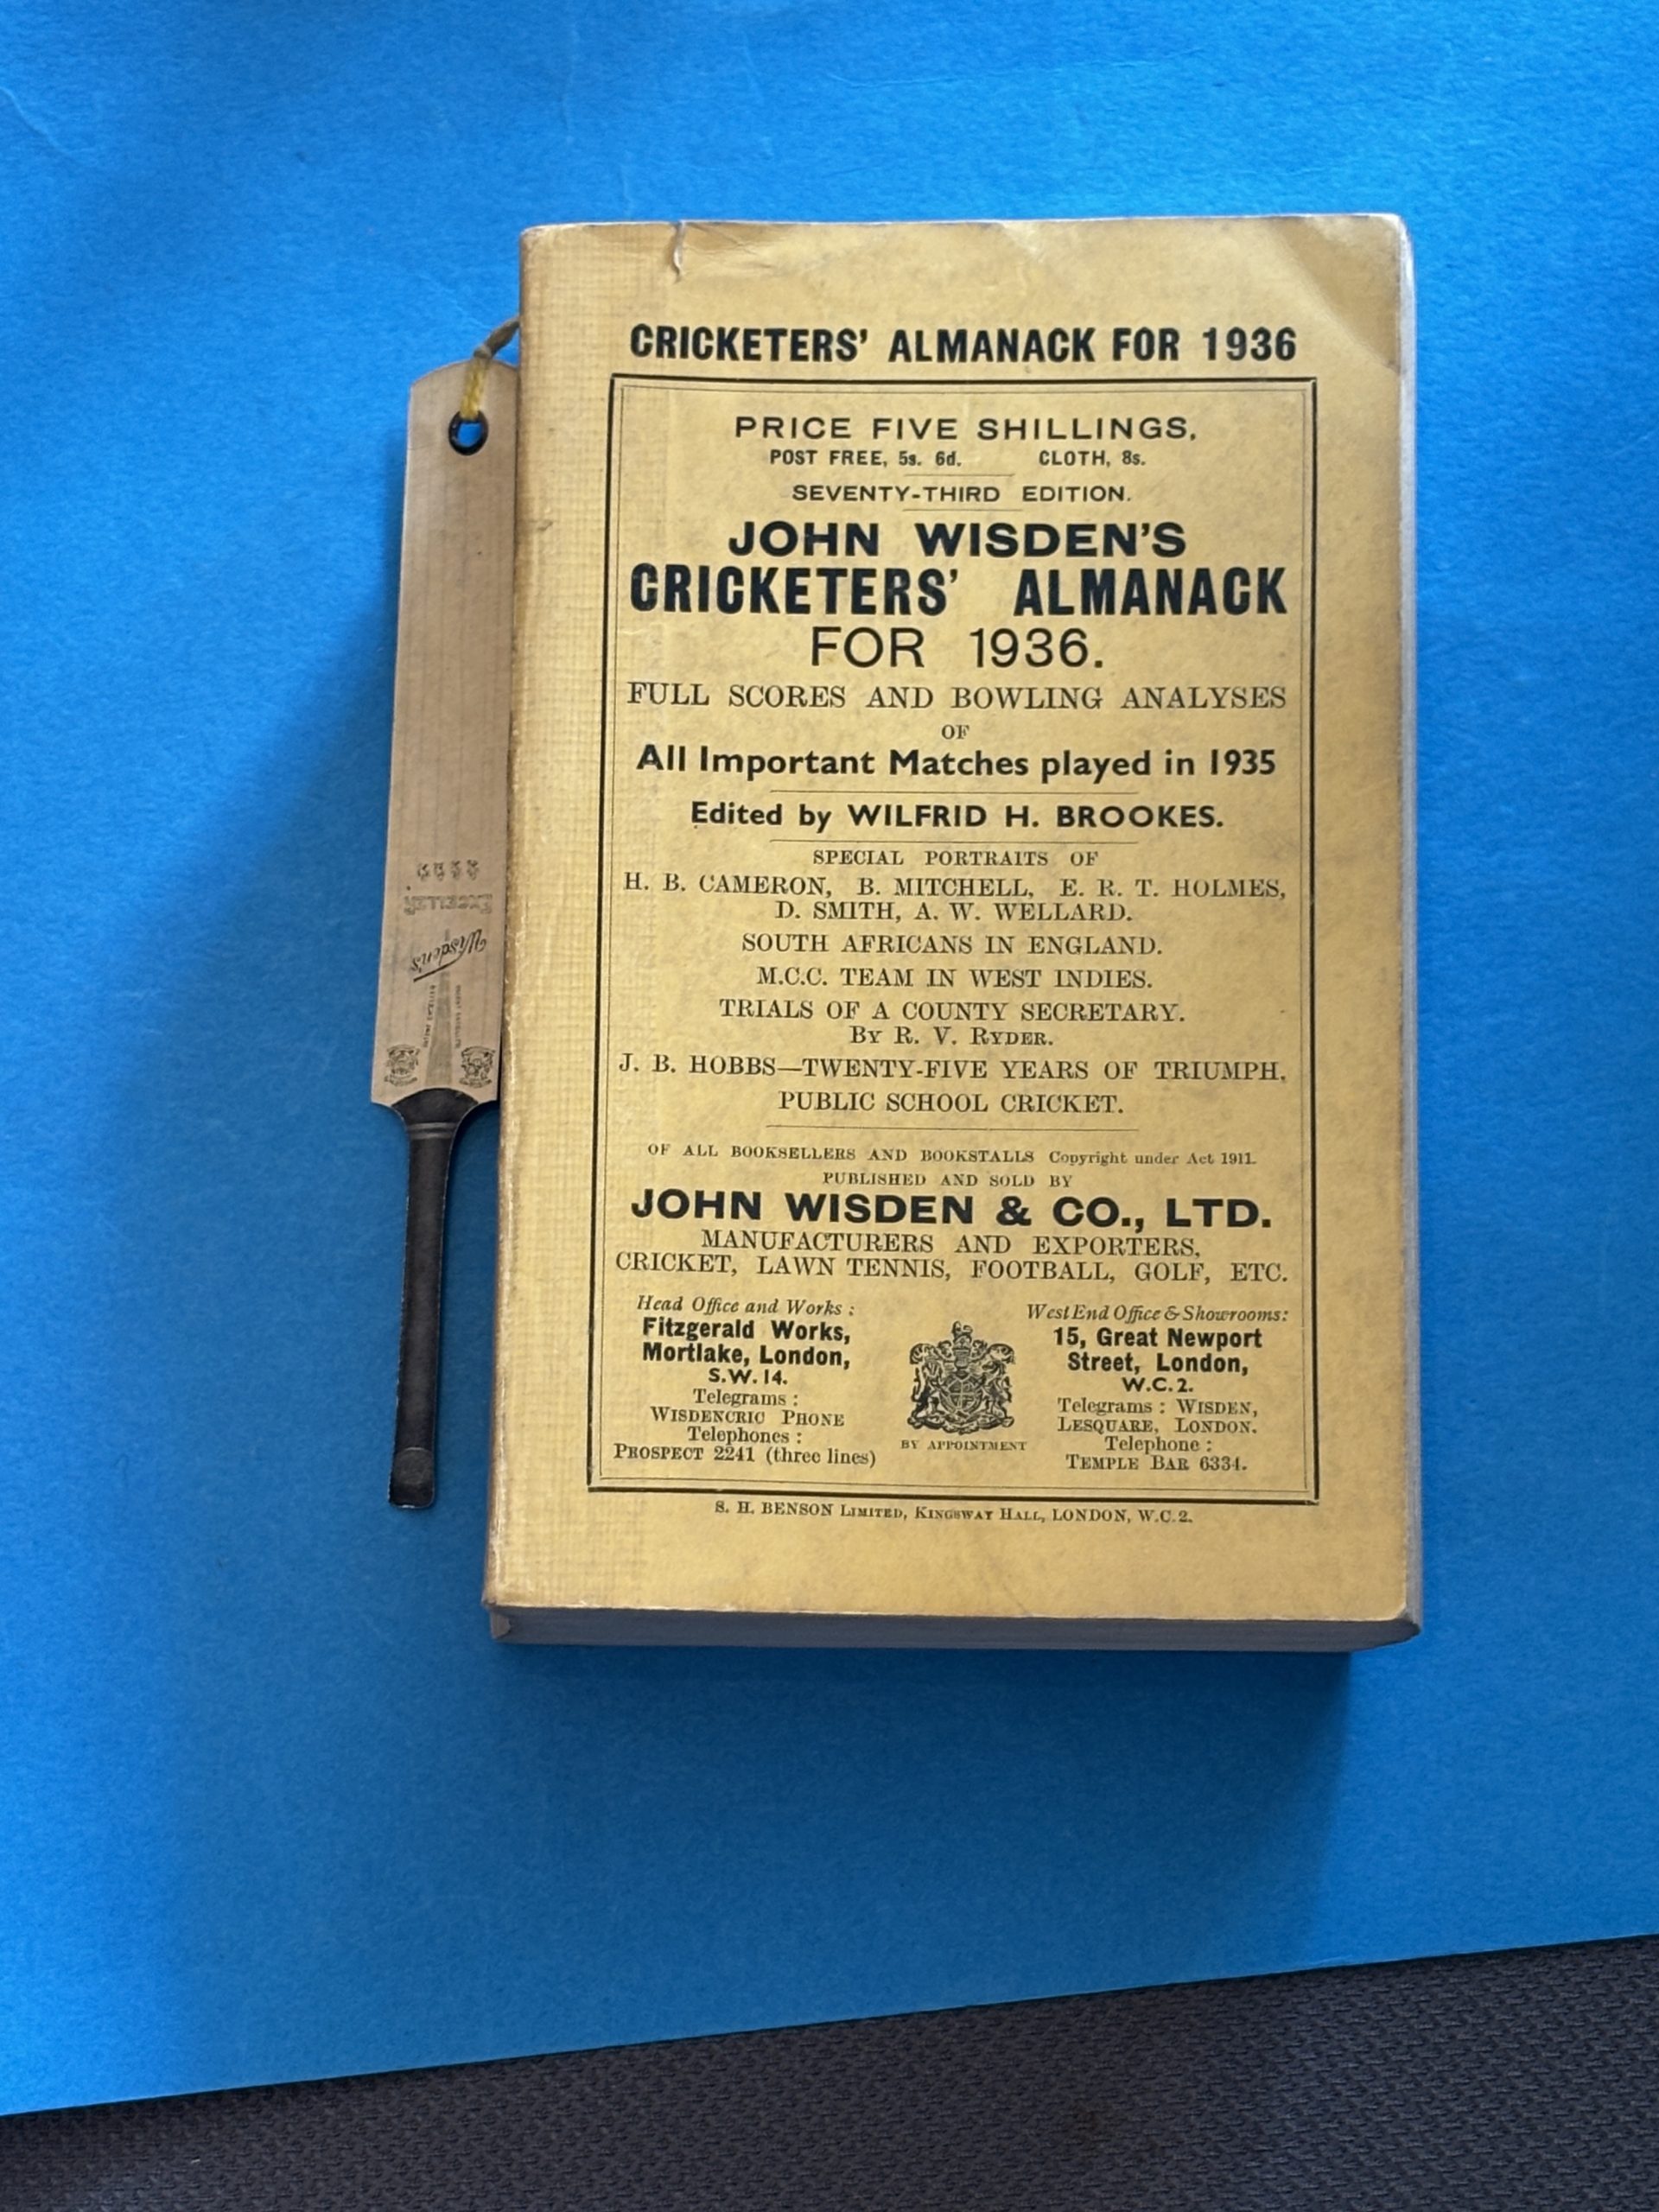 CRICKETERS' ALMANACK FOR 1936
PRICE FIVE SHILLINGS,
POST FREE, 5s. 6d. CLOTH, 8s.
SEVENTY-THIRD EDITION.
JOHN WISDEN'S
CRICKETERS' ALMANACK
FOR 1936.
FULL SCORES AND BOWLING ANALYSES
OF
All Important Matches played in 1935
Edited by WILFRID H. BROOKES.
SPECIAL PORTRAITS OF
H. B. CAMERON, B. MITCHELL, E. R. T. HOLMES,
D. SMITH, A. W. WELLARD.
SOUTH AFRICANS IN ENGLAND.
M.C.C. TEAM IN WEST INDIES.
TRIALS OF A COUNTY SECRETARY.
By R. V. Ryder.
J. B. HOBBS—TWENTY-FIVE YEARS OF TRIUMPH.
PUBLIC SCHOOL CRICKET.
OF ALL BOOKSELLERS AND BOOKSTALLS Copyright under Act 1911.
PUBLISHED AND SOLD BY
JOHN WISDEN & CO., LTD.
MANUFACTURERS AND EXPORTERS,
CRICKET, LAWN TENNIS, FOOTBALL, GOLF, ETC.
Head Office and Works :
Fitzgerald Works,
Mortlake, London,
S.W. 14.
Telegrams :
Wisdencric Phone
Telephones :
Prospect 2241 (three lines)
BY APPOINTMENT
West End Office & Showrooms:
15, Great Newport
Street, London,
W.C. 2.
Telegrams : Wisden,
Lesquare, London.
Telephone :
Temple Bar 6334.
S. H. BENSON Limited, Kingsway Hall, LONDON, W.C. 2.
Wisden's
Exceller